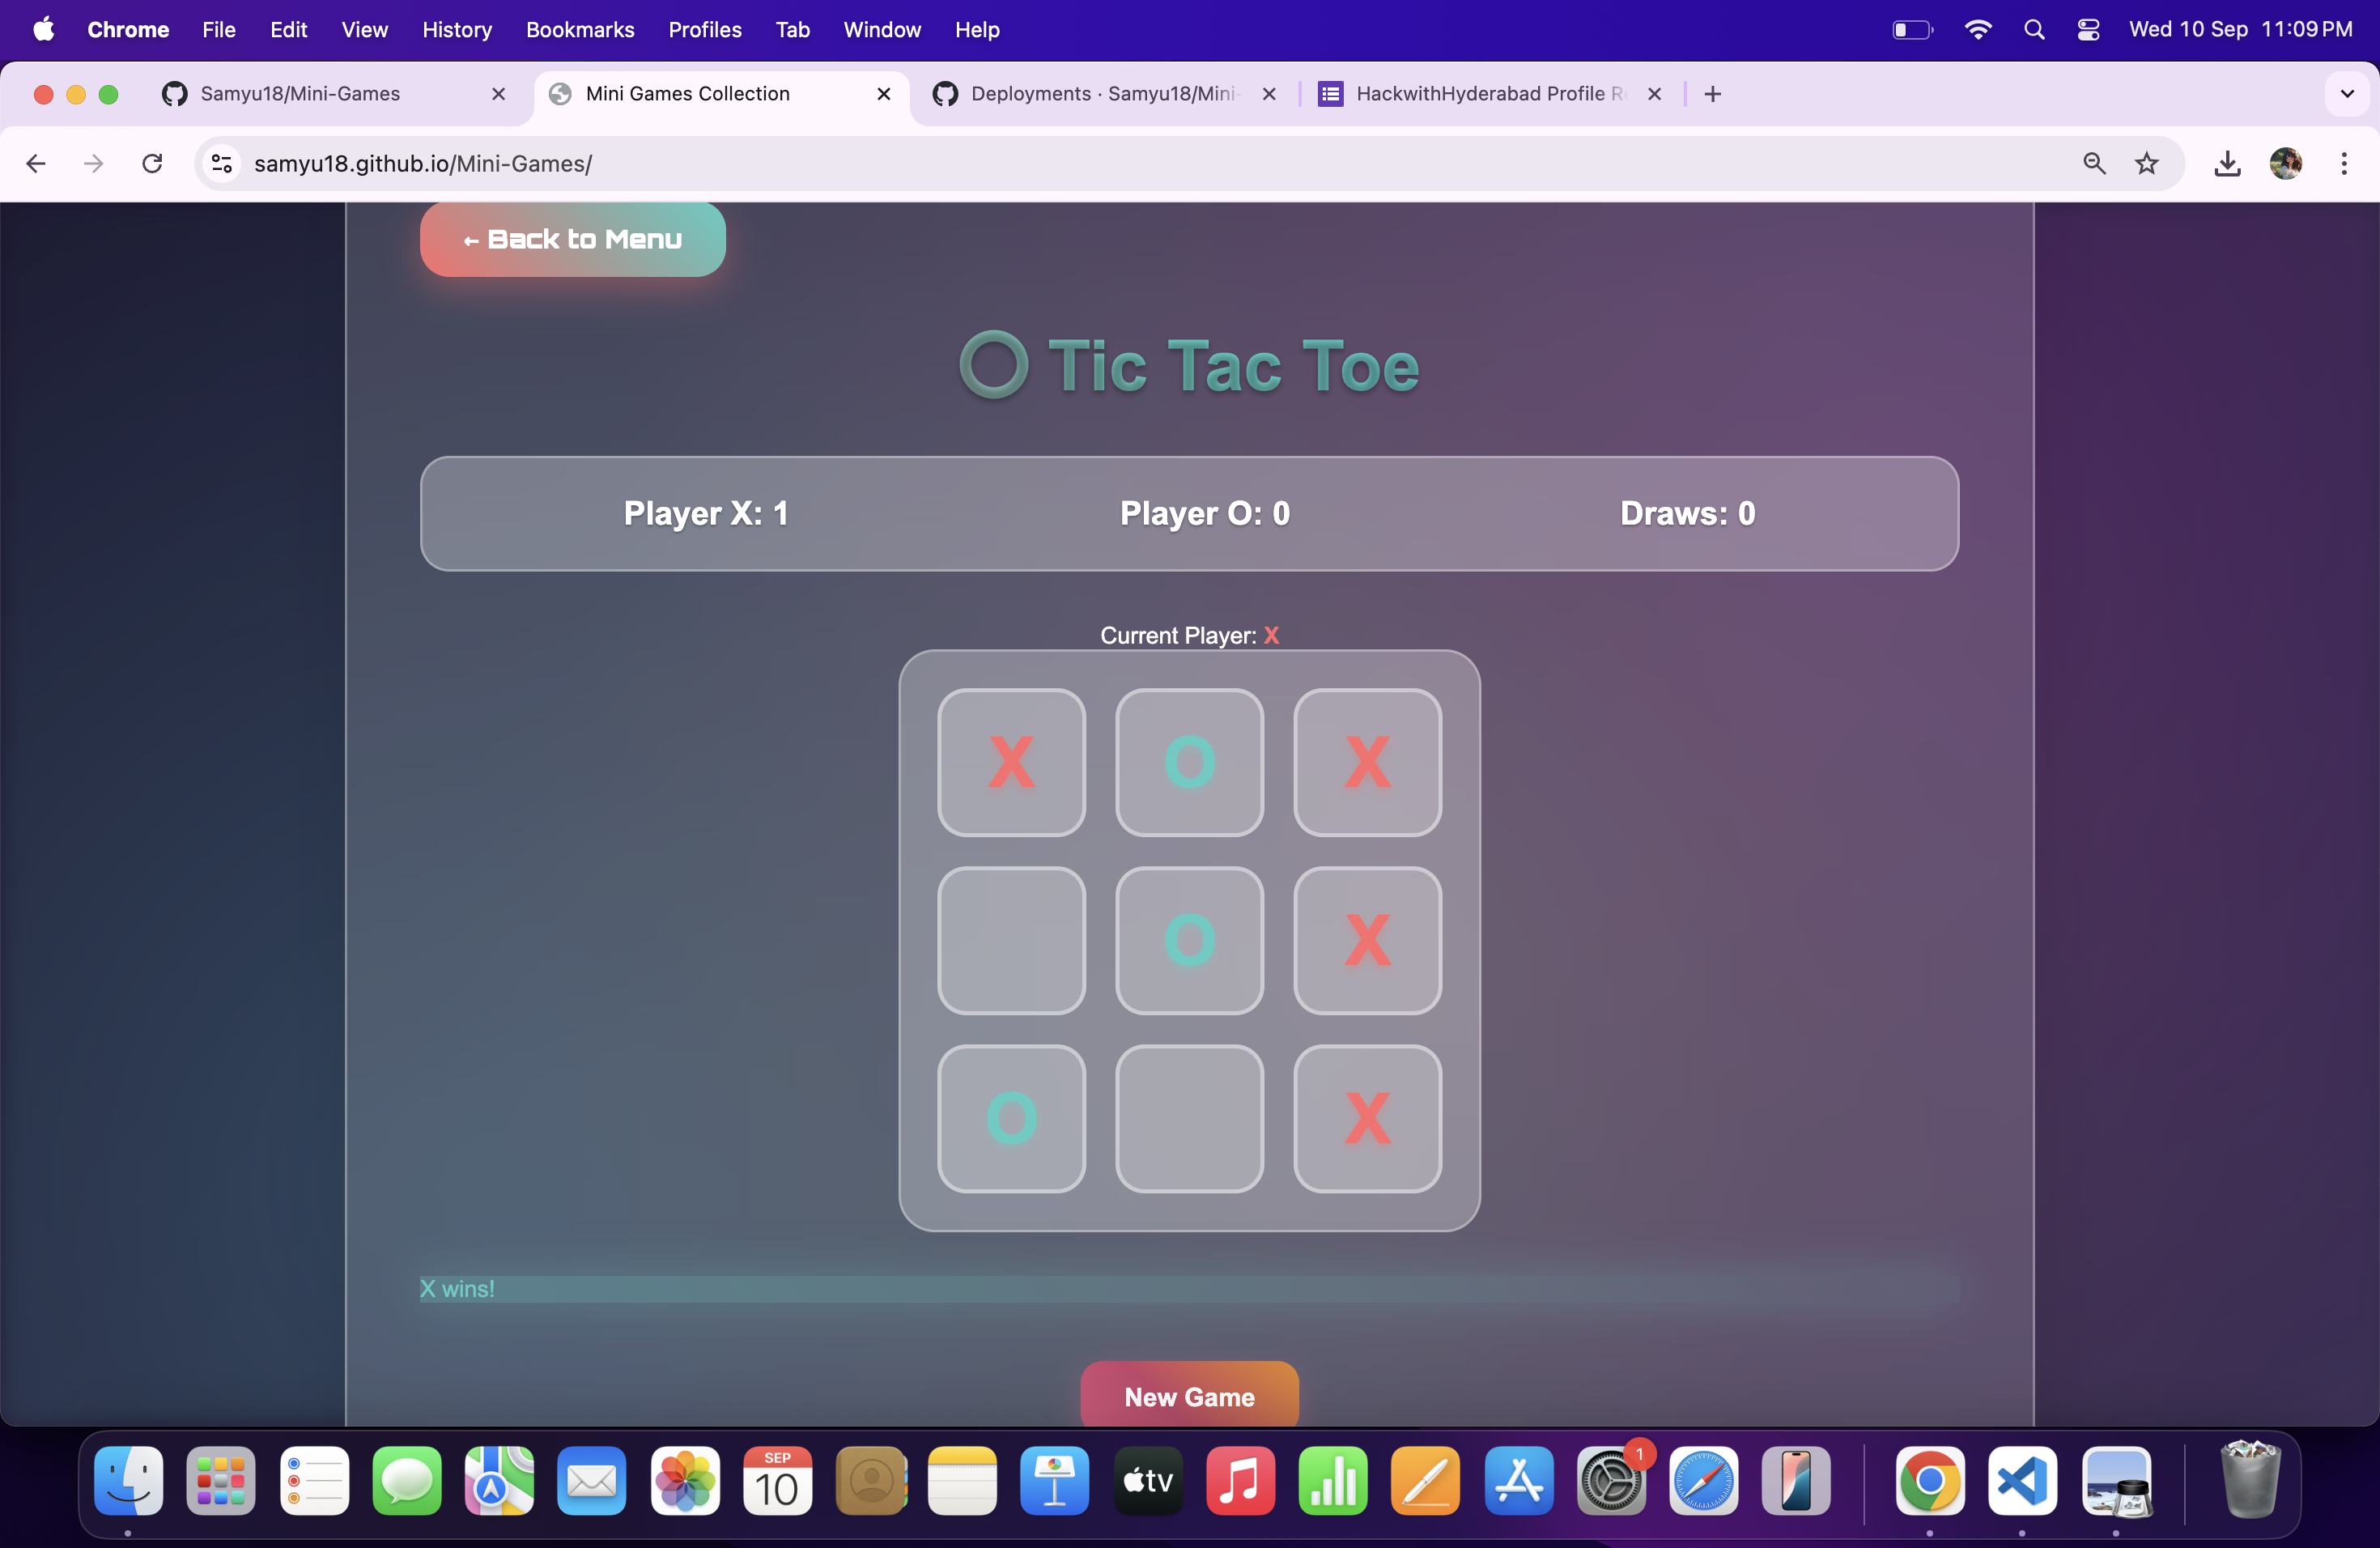 Chrome File Edit View History Bookmarks Profiles Tab Window Help Wed 10 Sep 11:09 PM
Samyu18/Mini-Games Mini Games Collection Deployments · Samyu18/Mini- HackwithHyderabad Profile R
samyu18.github.io/Mini-Games/
← Back to Menu
Tic Tac Toe
Player X: 1 Player O: 0 Draws: 0
Current Player: X
X O X
O X
O X
X wins!
New Game
SEP
10
tv
1